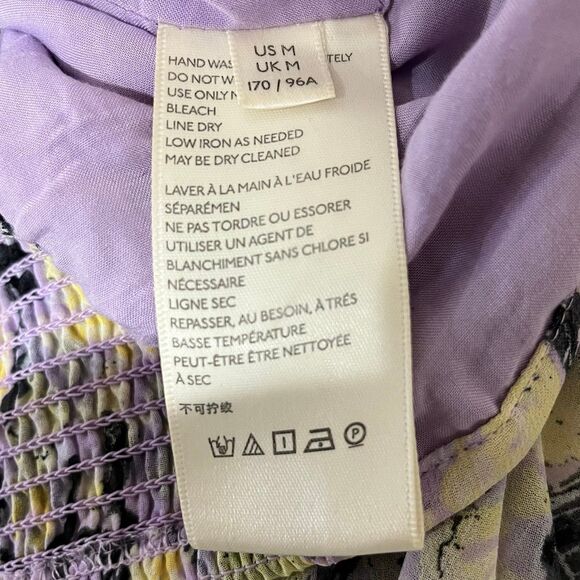 US M
UK M
170 / 96A
HAND WAS TELY
DO NOT W
USE ONLY N
BLEACH
LINE DRY
LOW IRON AS NEEDED
MAY BE DRY CLEANED
LAVER À LA MAIN À L'EAU FROIDE
SÉPARÉMEN
NE PAS TORDRE OU ESSORER
UTILISER UN AGENT DE
BLANCHIMENT SANS CHLORE SI
NÉCESSAIRE
LIGNE SEC
REPASSER, AU BESOIN, À TRÉS
BASSE TEMPÉRATURE
PEUT-ÊTRE ÊTRE NETTOYÉE
À SEC
不可拧绞
P